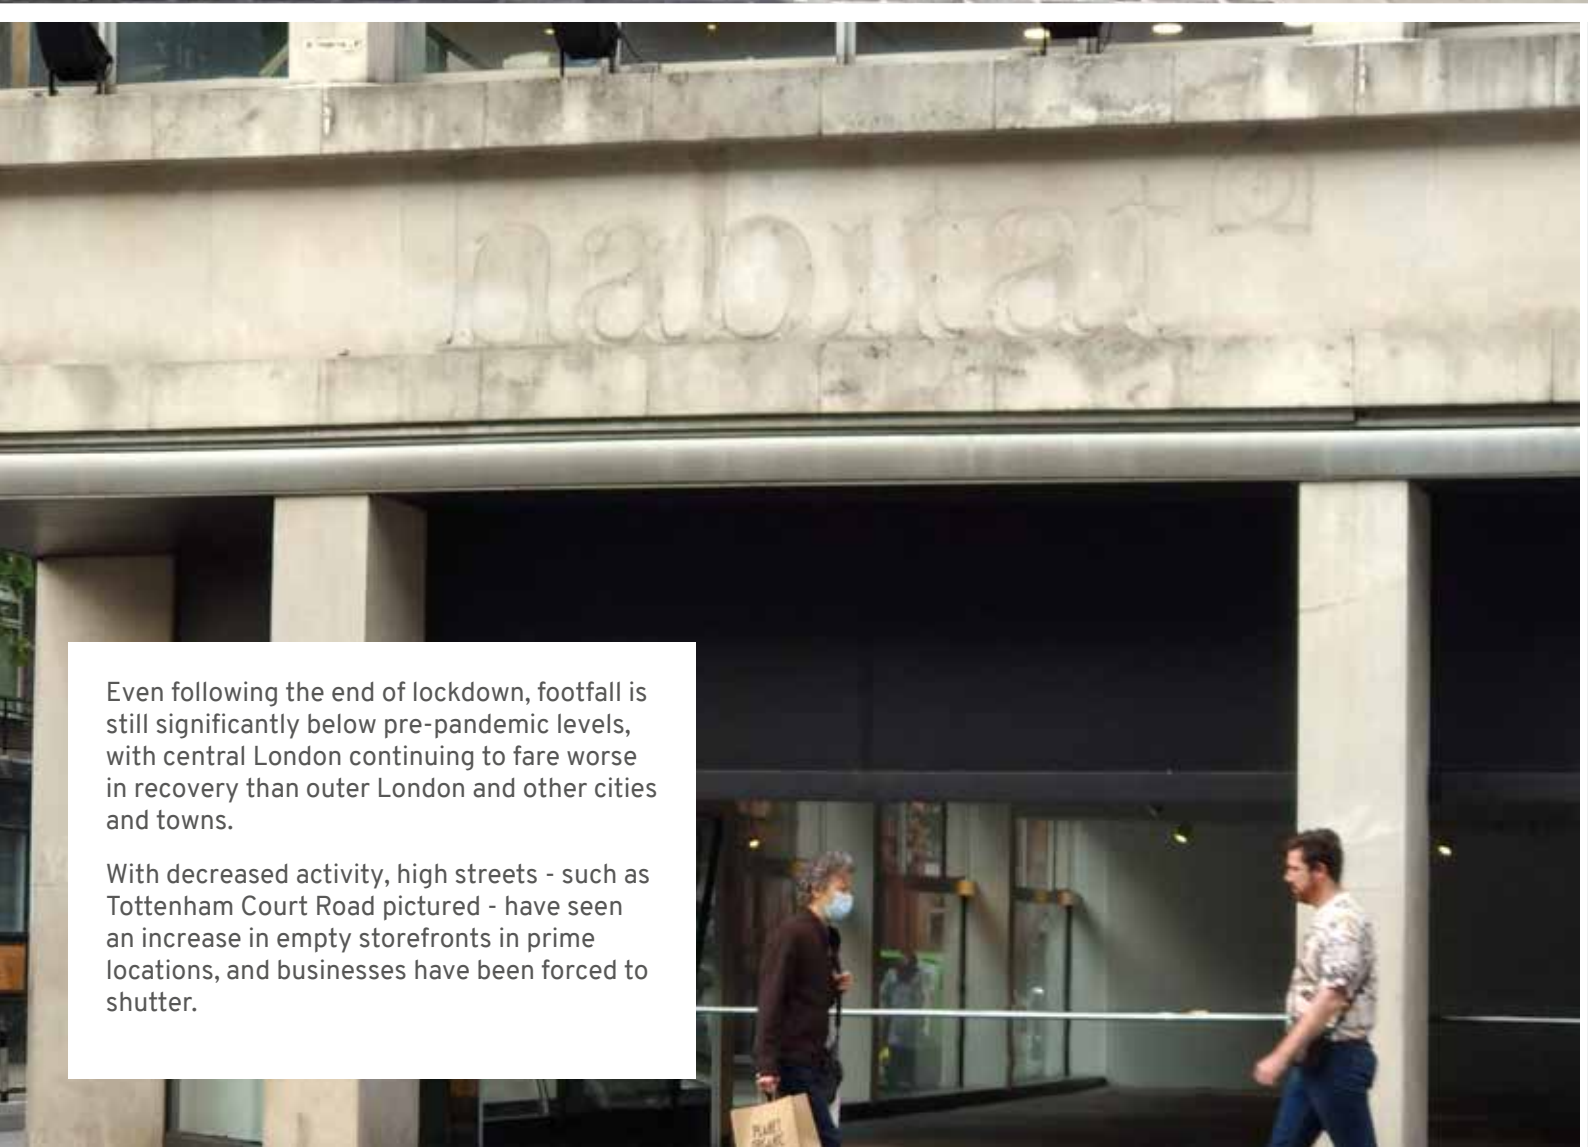 habitat
Even following the end of lockdown, footfall is
still significantly below pre-pandemic levels,
with central London continuing to fare worse
in recovery than outer London and other cities
and towns.
With decreased activity, high streets - such as
Tottenham Court Road pictured - have seen
an increase in empty storefronts in prime
locations, and businesses have been forced to
shutter.
PLANET
ORGANIC